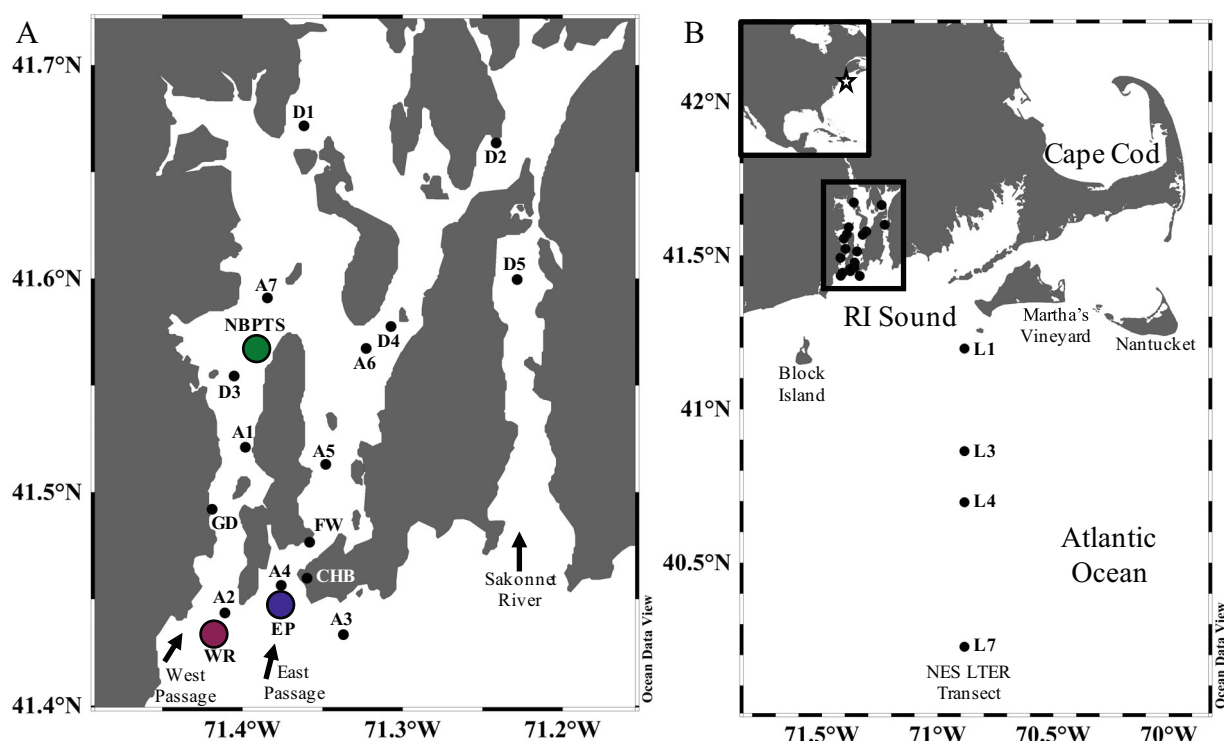 A
41.7°N
41.6°N
41.5°N
41.4°N
71.4°W
71.3°W
71.2°W
D1
D2
D5
A7
NBPTS
D4
A6
D3
A1
A5
GD
FW
A4
CHB
A2
EP
A3
WR
West
Passage
East
Passage
Sakonnet
River
Ocean Data View
B
42°N
41.5°N
41°N
40.5°N
71.5°W
71°W
70.5°W
70°W
Cape Cod
RI Sound
Martha's
Vineyard
Nantucket
Block
Island
L1
L3
L4
Atlantic
Ocean
L7
NES LTER
Transect
Ocean Data View